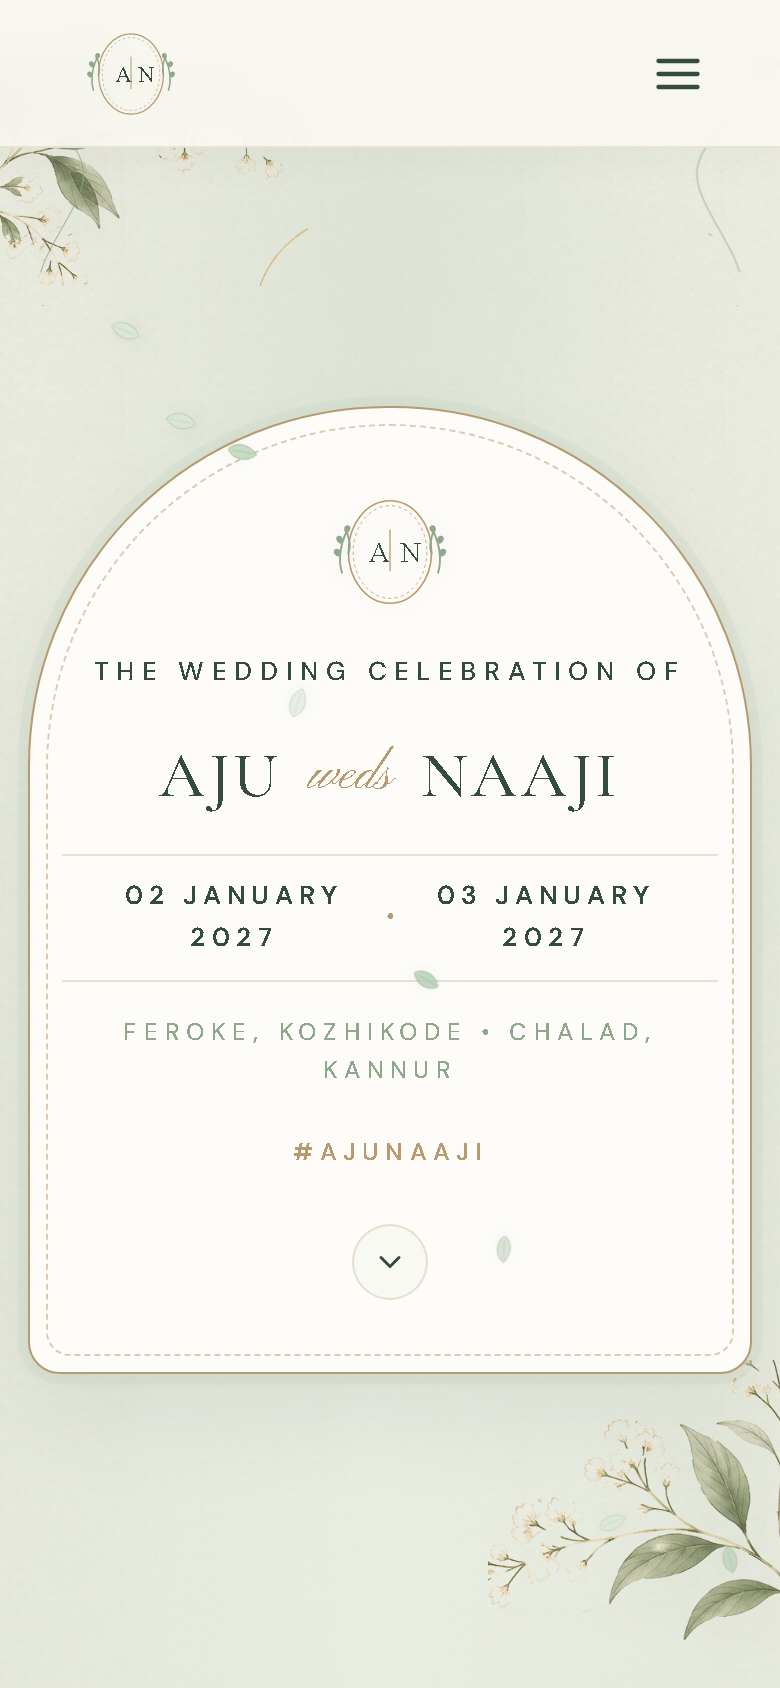 A N
A N
THE WEDDING CELEBRATION OF
AJU weds NAAJI
02 JANUARY 2027 • 03 JANUARY 2027
FEROKE, KOZHIKODE • CHALAD,
KANNUR
#AJUNAAJI